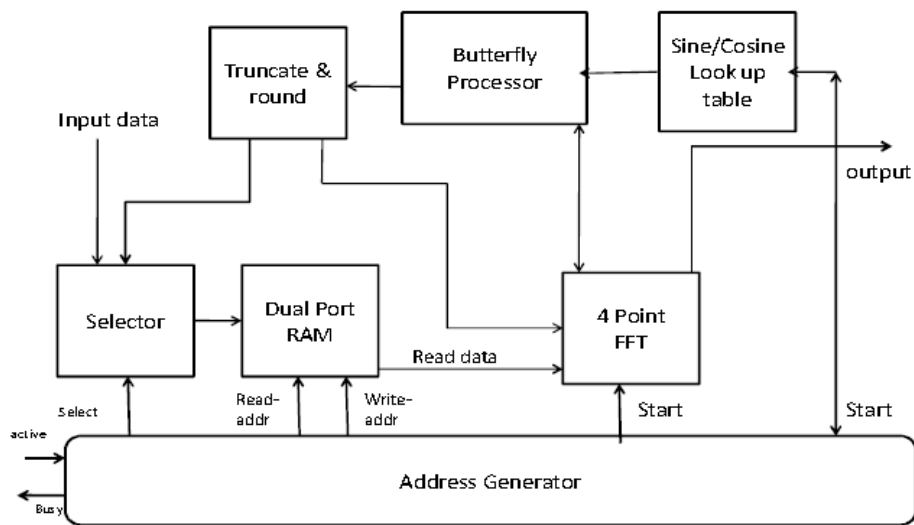 Truncate &
round
Butterfly
Processor
Sine/Cosine
Look up
table
Input data
output
Selector
Dual Port
RAM
4 Point
FFT
Read data
Select
Read-
addr
Write-
addr
Start
Start
active
Address Generator
Busy